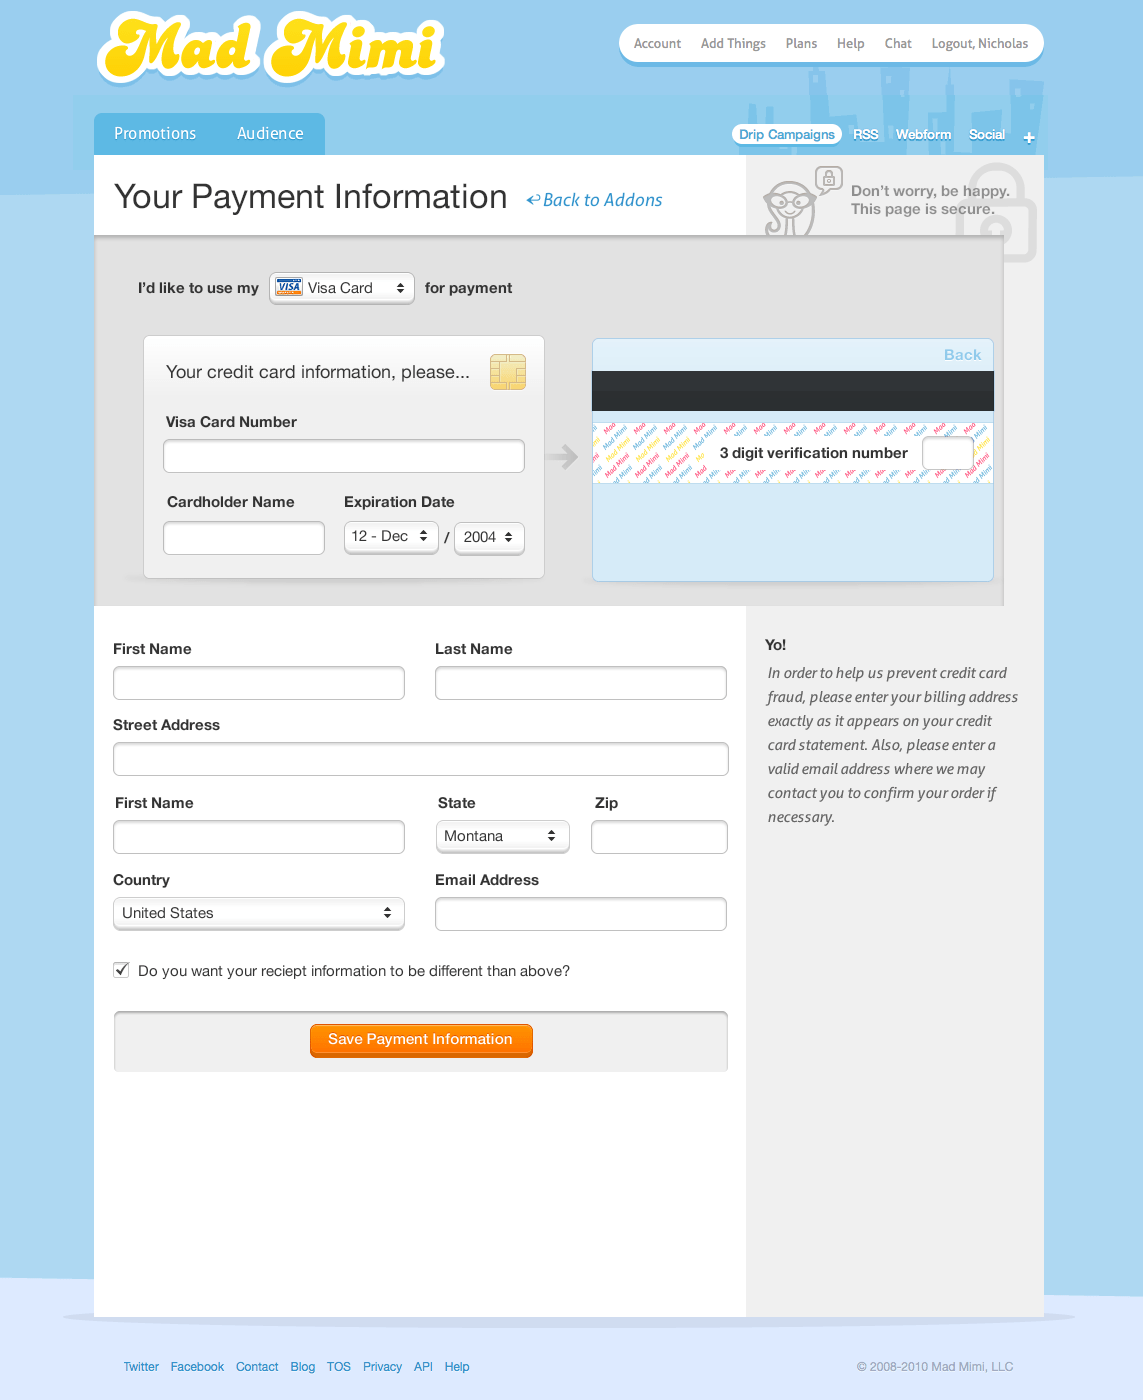 Mad Mimi
Account Add Things Plans Help Chat Logout, Nicholas
Promotions Audience
Drip Campaigns RSS Webform Social +
Your Payment Information Back to Addons
Don't worry, be happy.
This page is secure.
I'd like to use my VISA Visa Card for payment
Your credit card information, please...
Back
Visa Card Number
3 digit verification number
Cardholder Name Expiration Date
12 - Dec / 2004
First Name Last Name
Street Address
First Name State Zip
Montana
Country Email Address
United States
Do you want your reciept information to be different than above?
Save Payment Information
Yo!
In order to help us prevent credit card
fraud, please enter your billing address
exactly as it appears on your credit
card statement. Also, please enter a
valid email address where we may
contact you to confirm your order if
necessary.
Twitter Facebook Contact Blog TOS Privacy API Help
© 2008-2010 Mad Mimi, LLC